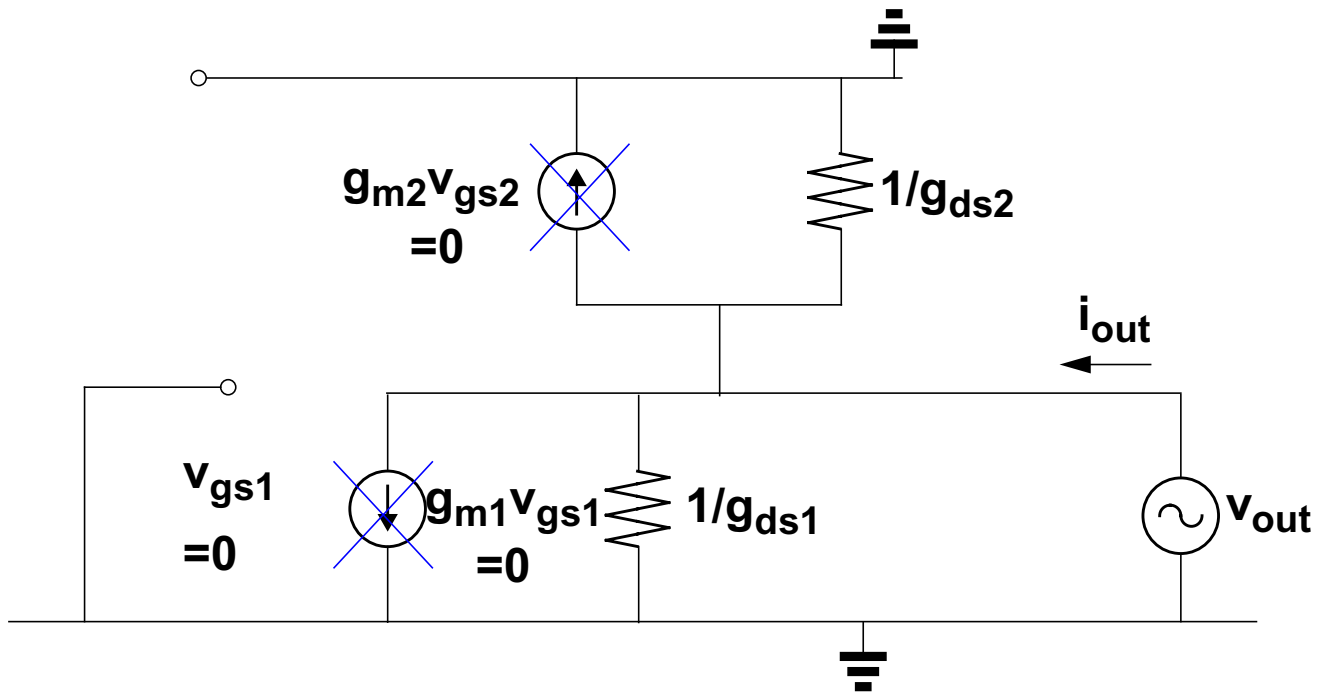 gm2vgs2
=0
1/gds2
iout
vgs1
=0
gm1vgs1
=0
1/gds1
vout